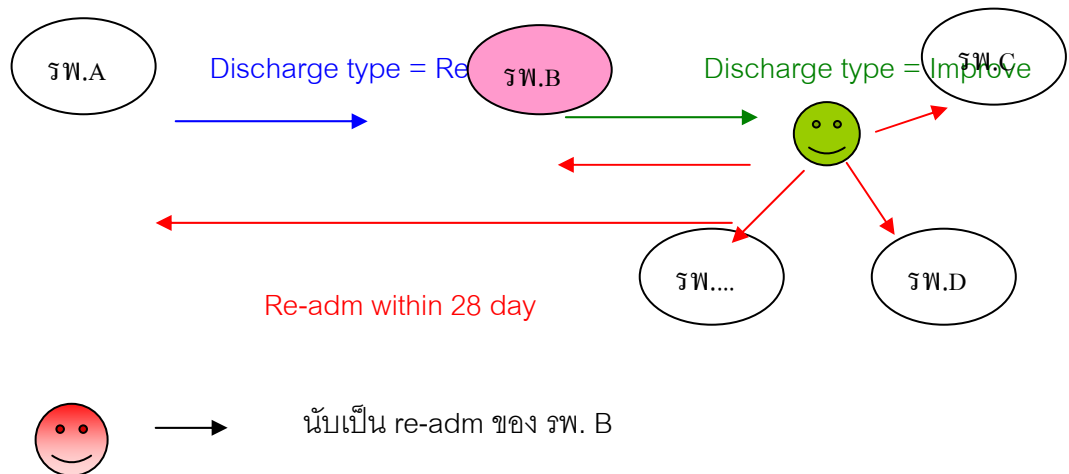 รพ.A
Discharge type = Re
รพ.B
Discharge type = Improve
รพ.C
รพ....
รพ.D
Re-adm within 28 day
นับเป็น re-adm ของ รพ. B